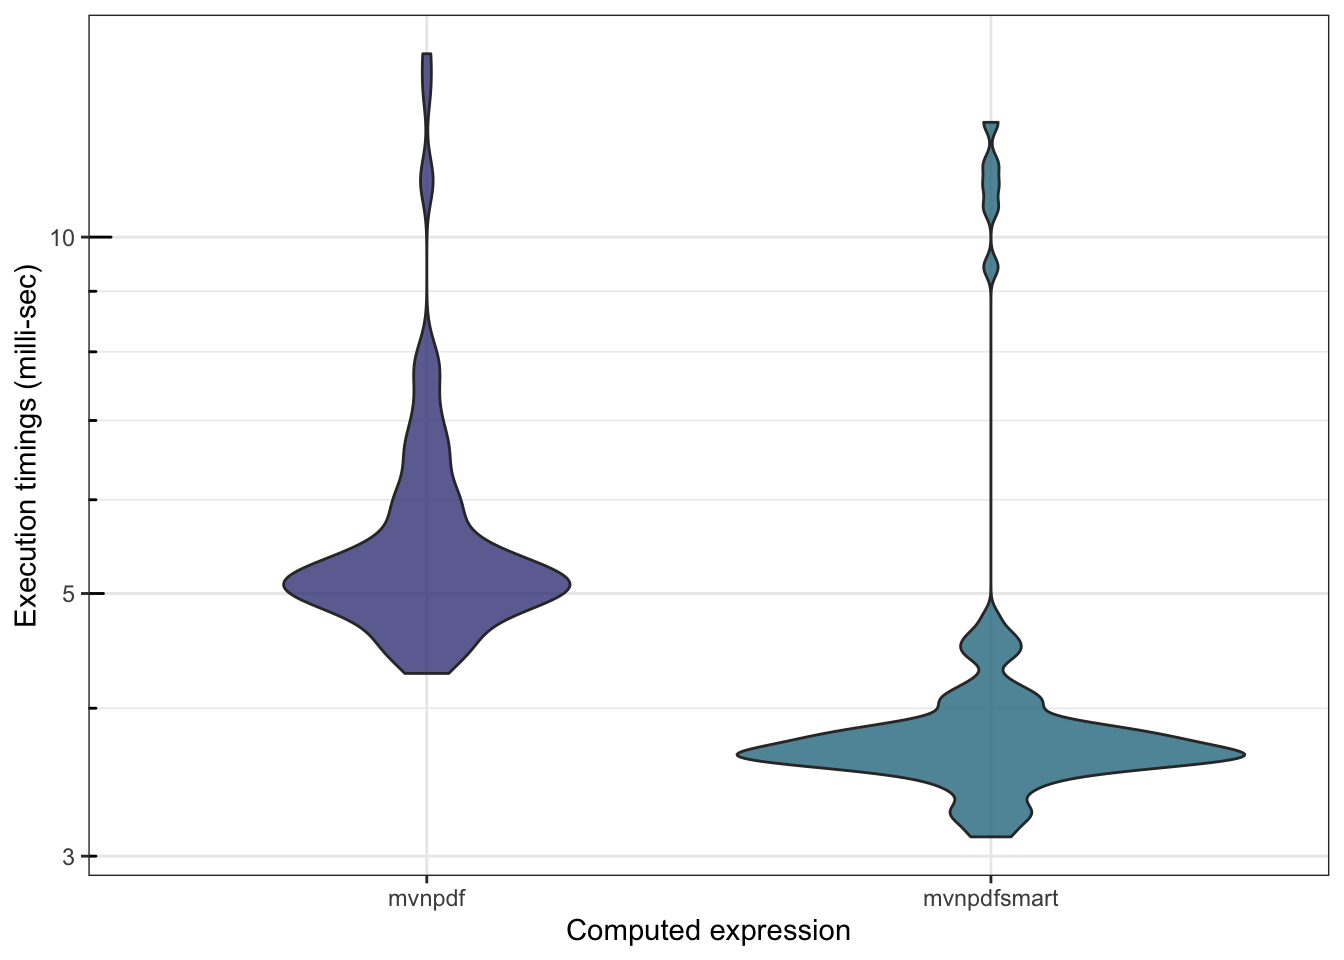 Execution timings (milli-sec)
10
5
3
mvnpdf
mvnpdfsmart
Computed expression